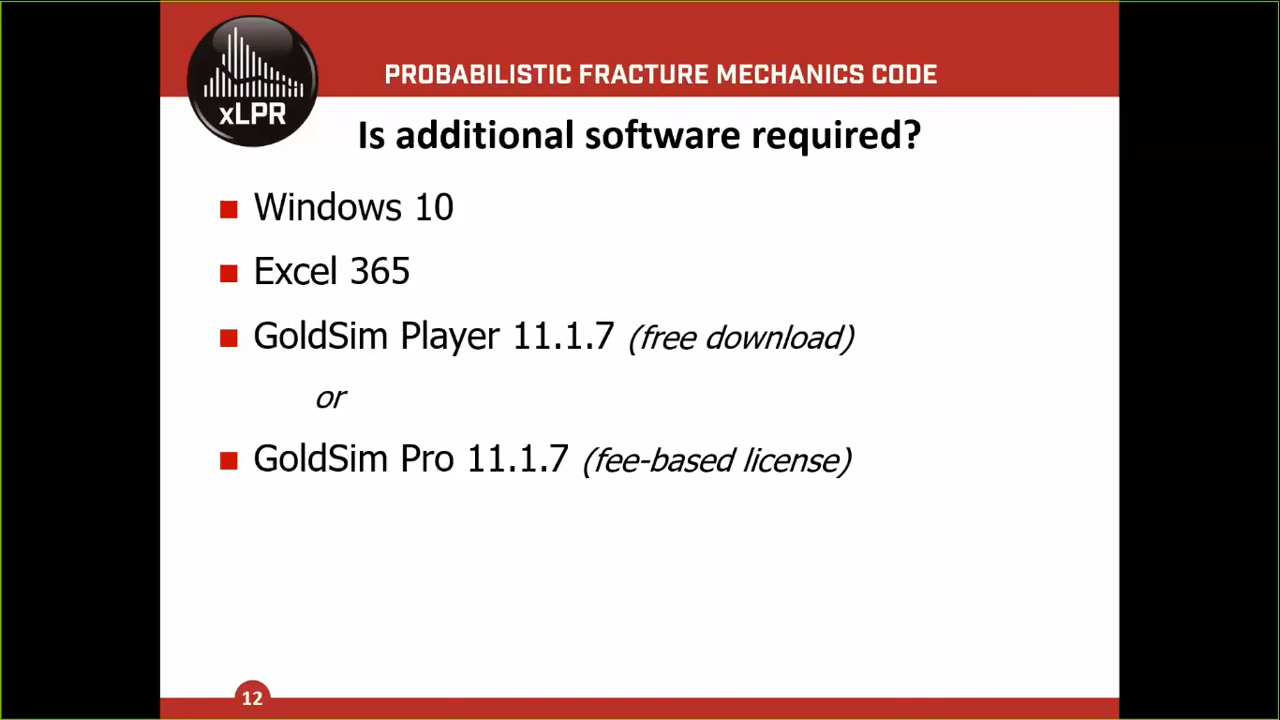 PROBABILISTIC FRACTURE MECHANICS CODE
xLPR
Is additional software required?
Windows 10
Excel 365
GoldSim Player 11.1.7 (free download)
or
GoldSim Pro 11.1.7 (fee-based license)
12